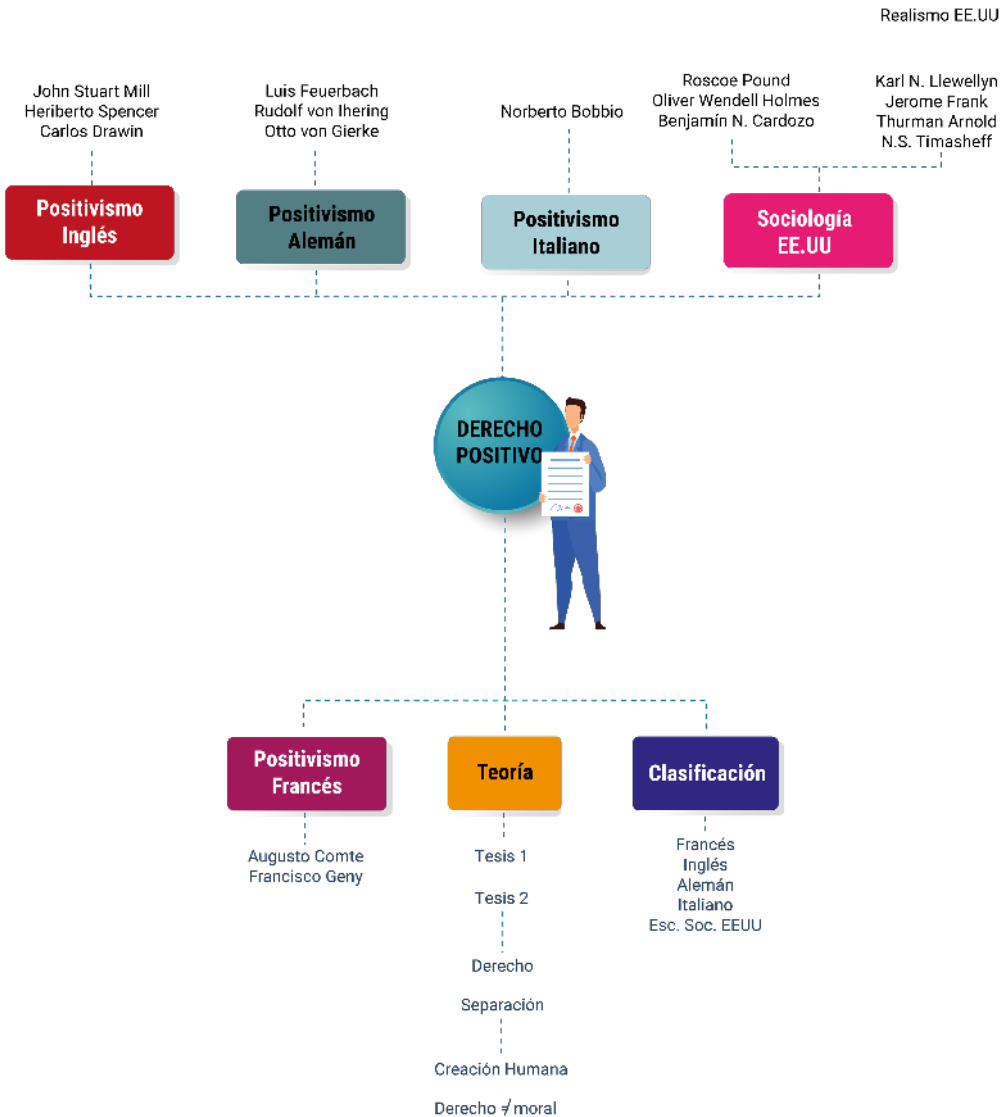 Realismo EE.UU
John Stuart Mill
Heriberto Spencer
Carlos Drawin
Luis Feuerbach
Rudolf von Ihering
Otto von Gierke
Norberto Bobbio
Roscoe Pound
Oliver Wendell Holmes
Benjamín N. Cardozo
Karl N. Llewellyn
Jerome Frank
Thurman Arnold
N.S. Timasheff
Positivismo
Inglés
Positivismo
Alemán
Positivismo
Italiano
Sociología
EE.UU
DERECHO
POSITIVO
Positivismo
Francés
Teoría
Clasificación
Augusto Comte
Francisco Geny
Tesis 1
Tesis 2
Derecho
Separación
Creación Humana
Derecho ≠ moral
Francés
Inglés
Alemán
Italiano
Esc. Soc. EEUU